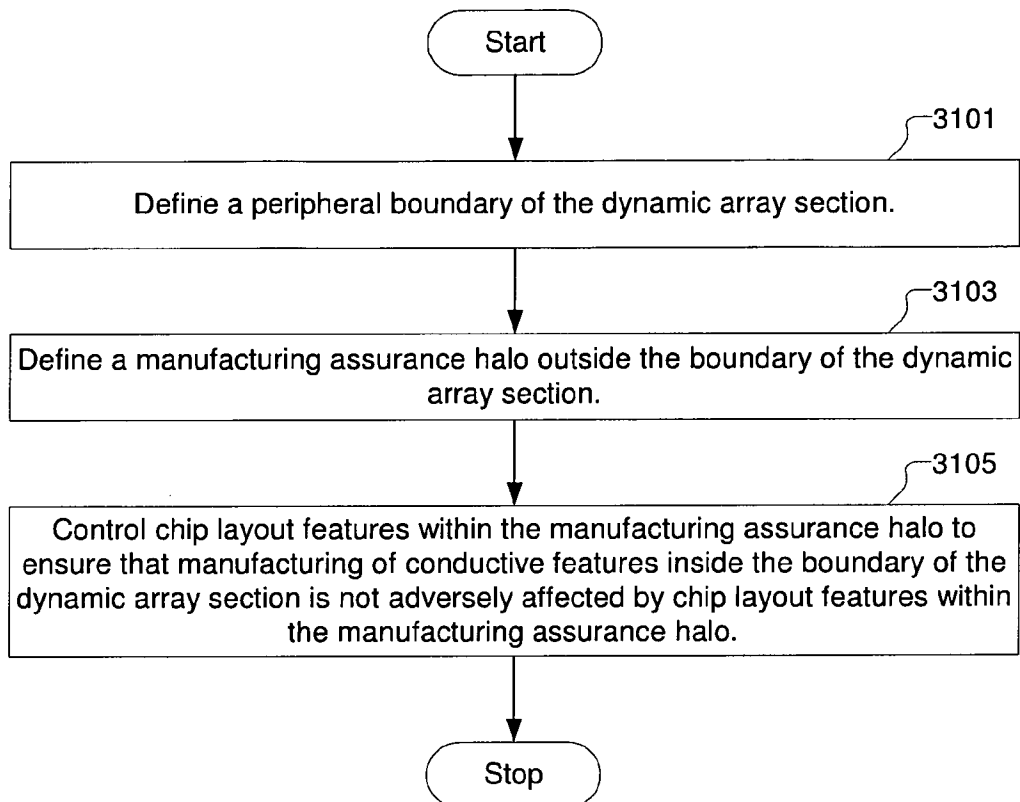 Start
3101
Define a peripheral boundary of the dynamic array section.
3103
Define a manufacturing assurance halo outside the boundary of the dynamic
array section.
3105
Control chip layout features within the manufacturing assurance halo to
ensure that manufacturing of conductive features inside the boundary of the
dynamic array section is not adversely affected by chip layout features within
the manufacturing assurance halo.
Stop